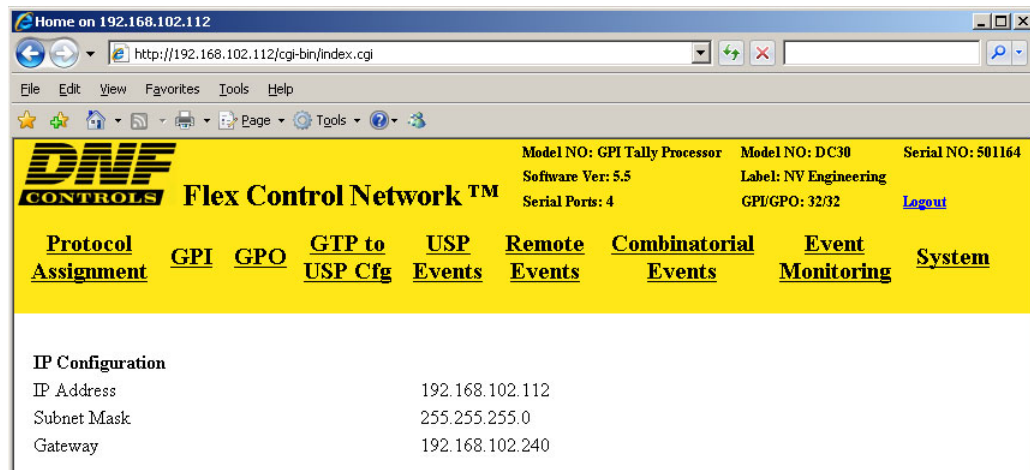 Home on 192.168.102.112
http://192.168.102.112/cgi-bin/index.cgi
File Edit View Favorites Tools Help
Page Tools
DNF
CONTROLS
Flex Control Network ™
Model NO: GPI Tally Processor Model NO: DC30 Serial NO: 501164
Software Ver: 5.5 Label: NV Engineering
Serial Ports: 4 GPI/GPO: 32/32 Logout
Protocol Assignment GPI GPO GTP to USP Cfg USP Events Remote Events Combinatorial Events Event Monitoring System
IP Configuration
IP Address 192.168.102.112
Subnet Mask 255.255.255.0
Gateway 192.168.102.240